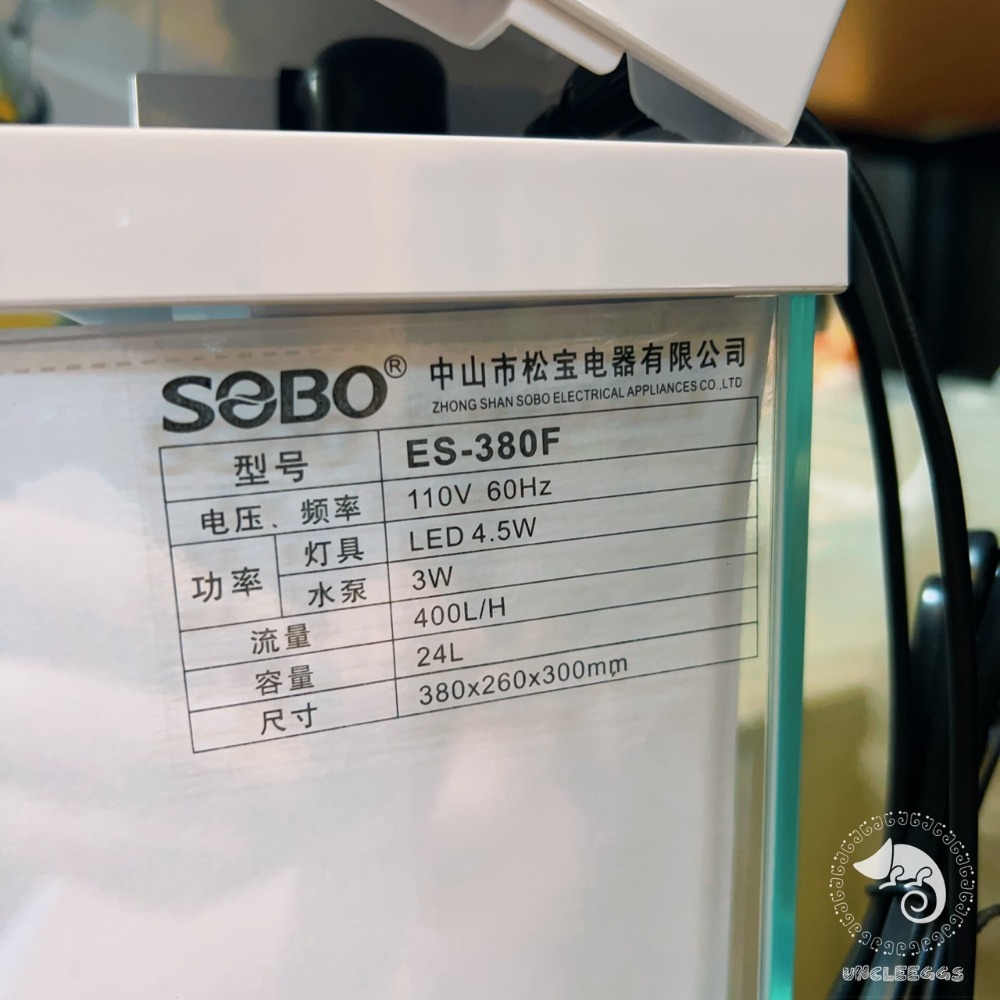 SOBO® 中山市松宝电器有限公司
ZHONG SHAN SOBO ELECTRICAL APPLIANCES CO.,LTD
型号 ES-380F
电压、频率 110V 60Hz
功率 灯具 LED 4.5W
水泵 3W
流量 400L/H
容量 24L
尺寸 380x260x300mm
UNCLEEGGS